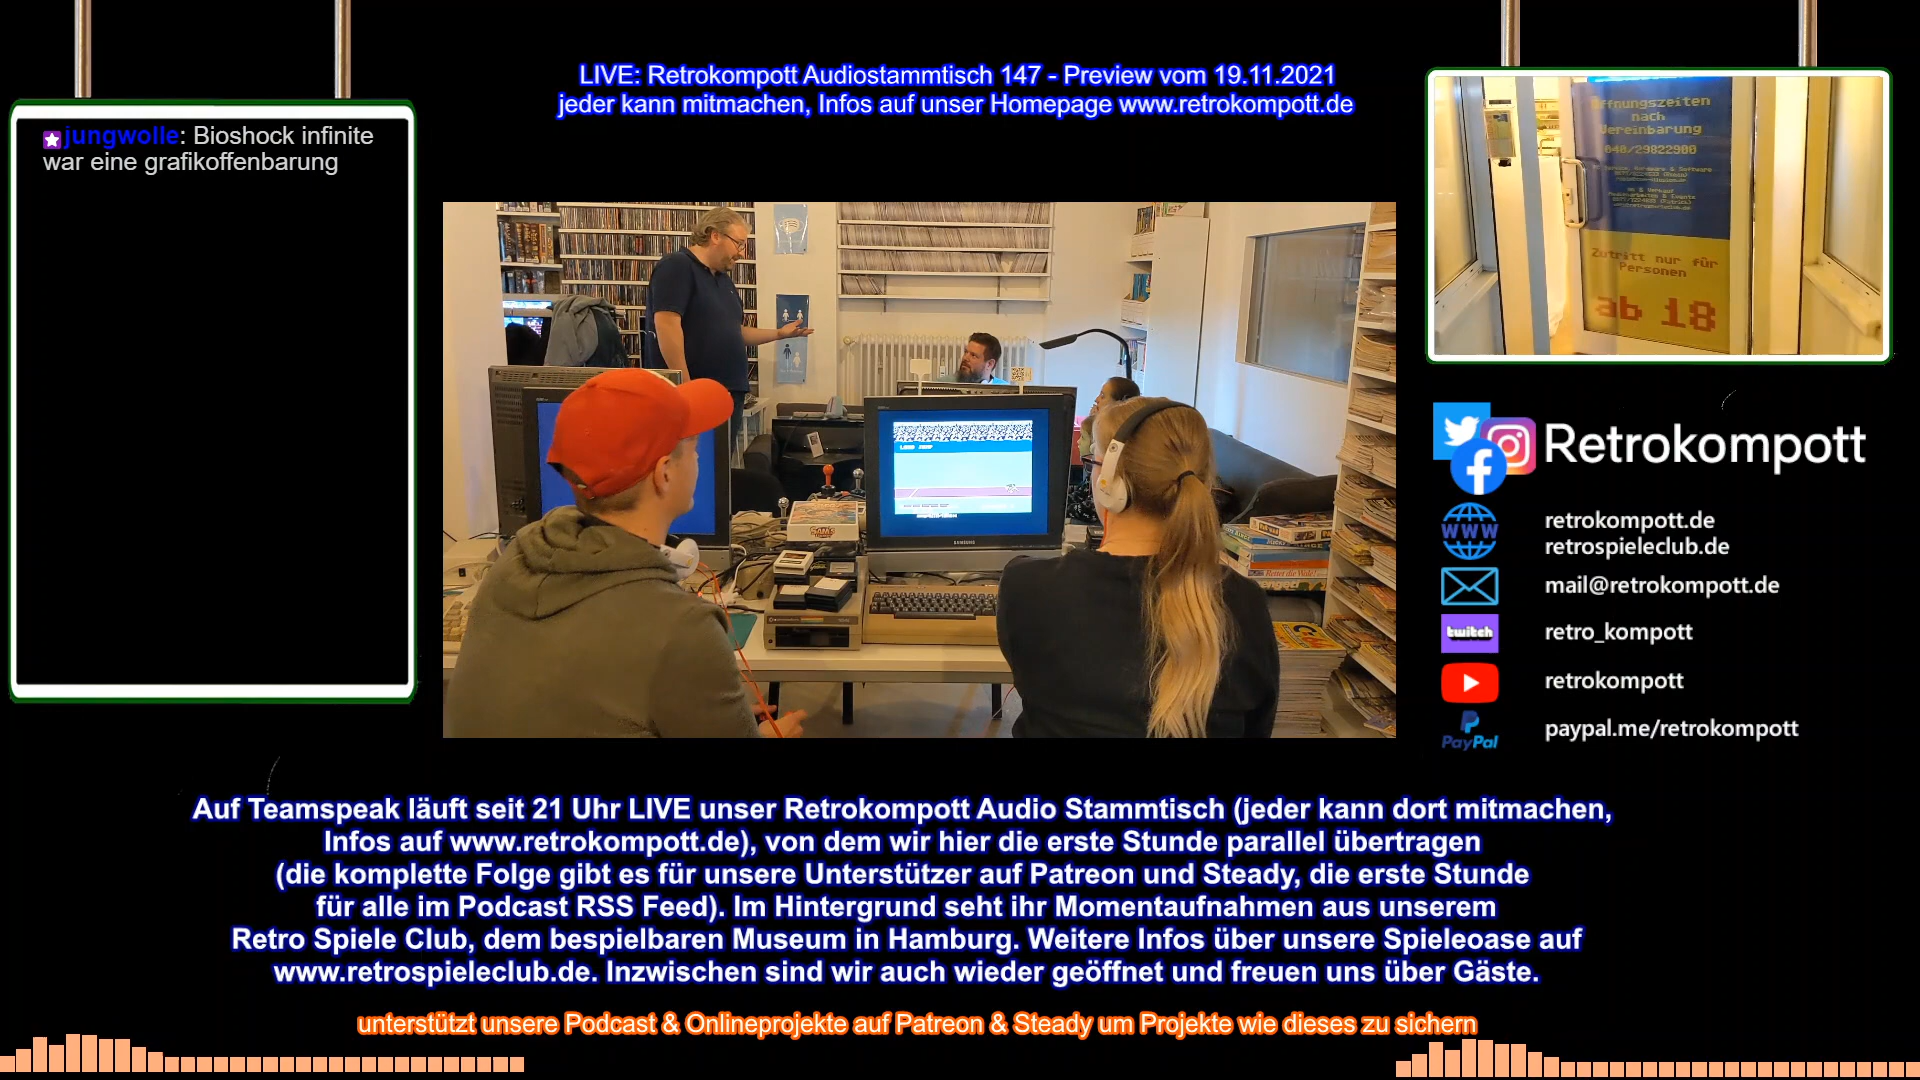 LIVE: Retrokompott Audiostammtisch 147 - Preview vom 19.11.2021
jeder kann mitmachen, Infos auf unser Homepage www.retrokompott.de
jungwolle: Bioshock infinite
war eine grafikoffenbarung
Öffnungszeiten
nach
Vereinbarung
040/29822900
Zutritt nur für
Personen
ab 18
SAMSUNG
Retrokompott
WWW
retrokompott.de
retrospieleclub.de
mail@retrokompott.de
twitch
retro_kompott
retrokompott
PayPal
paypal.me/retrokompott
Auf Teamspeak läuft seit 21 Uhr LIVE unser Retrokompott Audio Stammtisch (jeder kann dort mitmachen,
Infos auf www.retrokompott.de), von dem wir hier die erste Stunde parallel übertragen
(die komplette Folge gibt es für unsere Unterstützer auf Patreon und Steady, die erste Stunde
für alle im Podcast RSS Feed). Im Hintergrund seht ihr Momentaufnahmen aus unserem
Retro Spiele Club, dem bespielbaren Museum in Hamburg. Weitere Infos über unsere Spieleoase auf
www.retrospieleclub.de. Inzwischen sind wir auch wieder geöffnet und freuen uns über Gäste.
unterstützt unsere Podcast & Onlineprojekte auf Patreon & Steady um Projekte wie dieses zu sichern